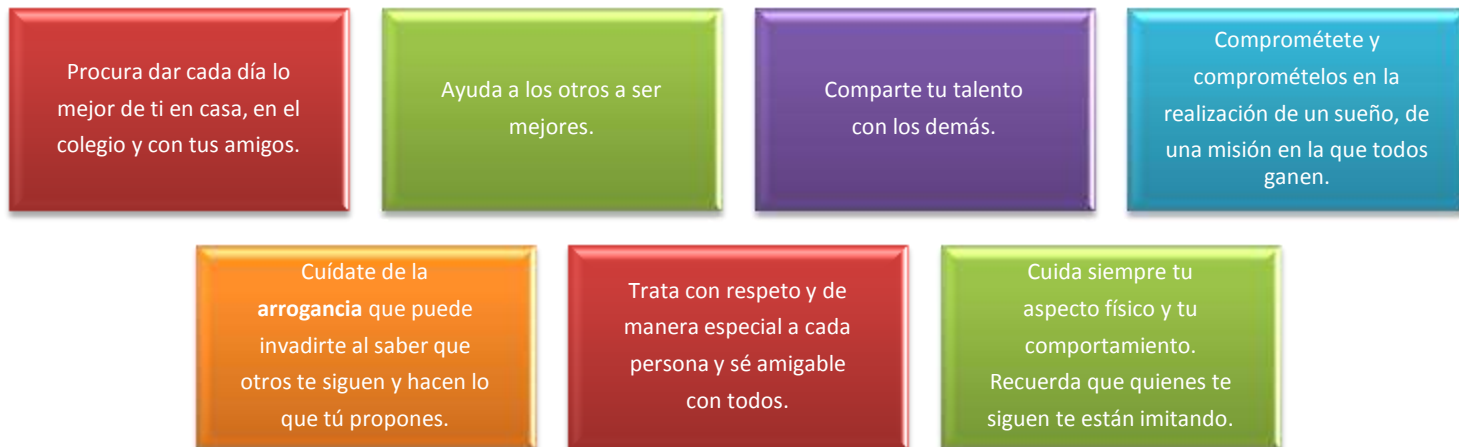 Procura dar cada día lo
mejor de ti en casa, en el
colegio y con tus amigos.
Ayuda a los otros a ser
mejores.
Comparte tu talento
con los demás.
Comprométete y
compromételos en la
realización de un sueño, de
una misión en la que todos
ganen.
Cuídate de la
arrogancia que puede
invadirte al saber que
otros te siguen y hacen lo
que tú propones.
Trata con respeto y de
manera especial a cada
persona y sé amigable
con todos.
Cuida siempre tu
aspecto físico y tu
comportamiento.
Recuerda que quienes te
siguen te están imitando.